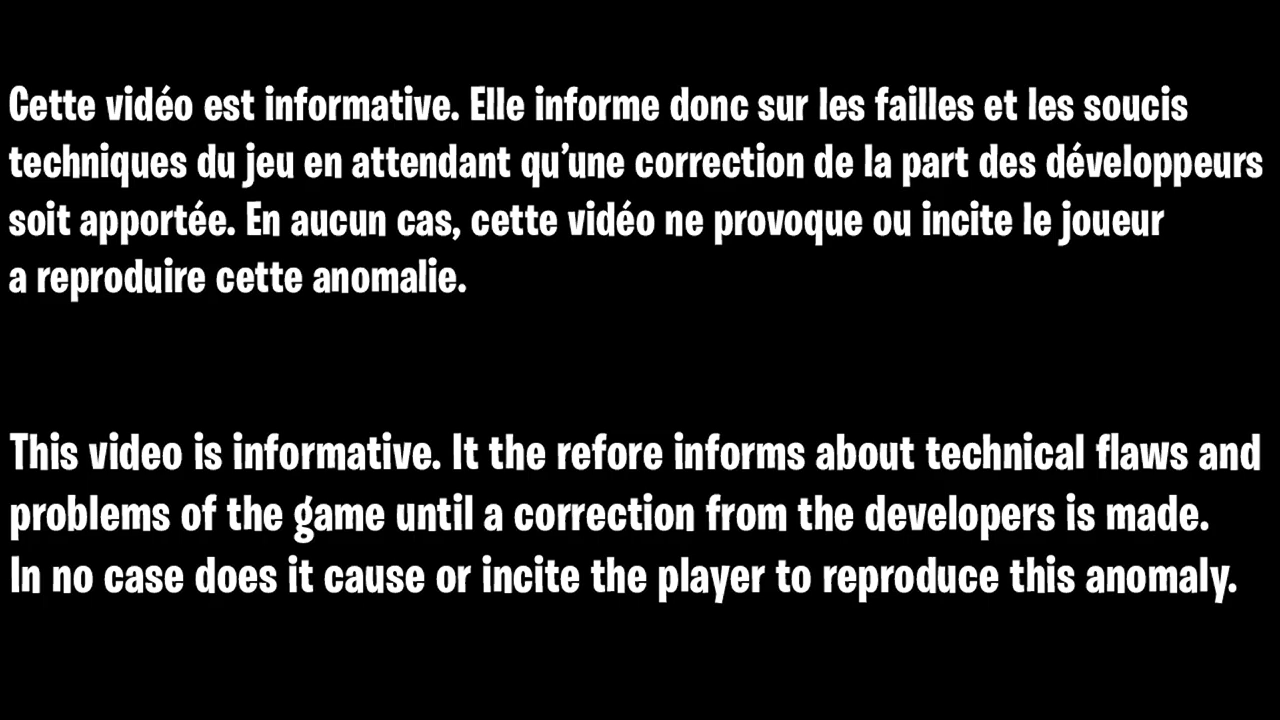 Cette vidéo est informative. Elle informe donc sur les failles et les soucis
techniques du jeu en attendant qu’une correction de la part des développeurs
soit apportée. En aucun cas, cette vidéo ne provoque ou incite le joueur
a reproduire cette anomalie.
This video is informative. It the refore informs about technical flaws and
problems of the game until a correction from the developers is made.
In no case does it cause or incite the player to reproduce this anomaly.